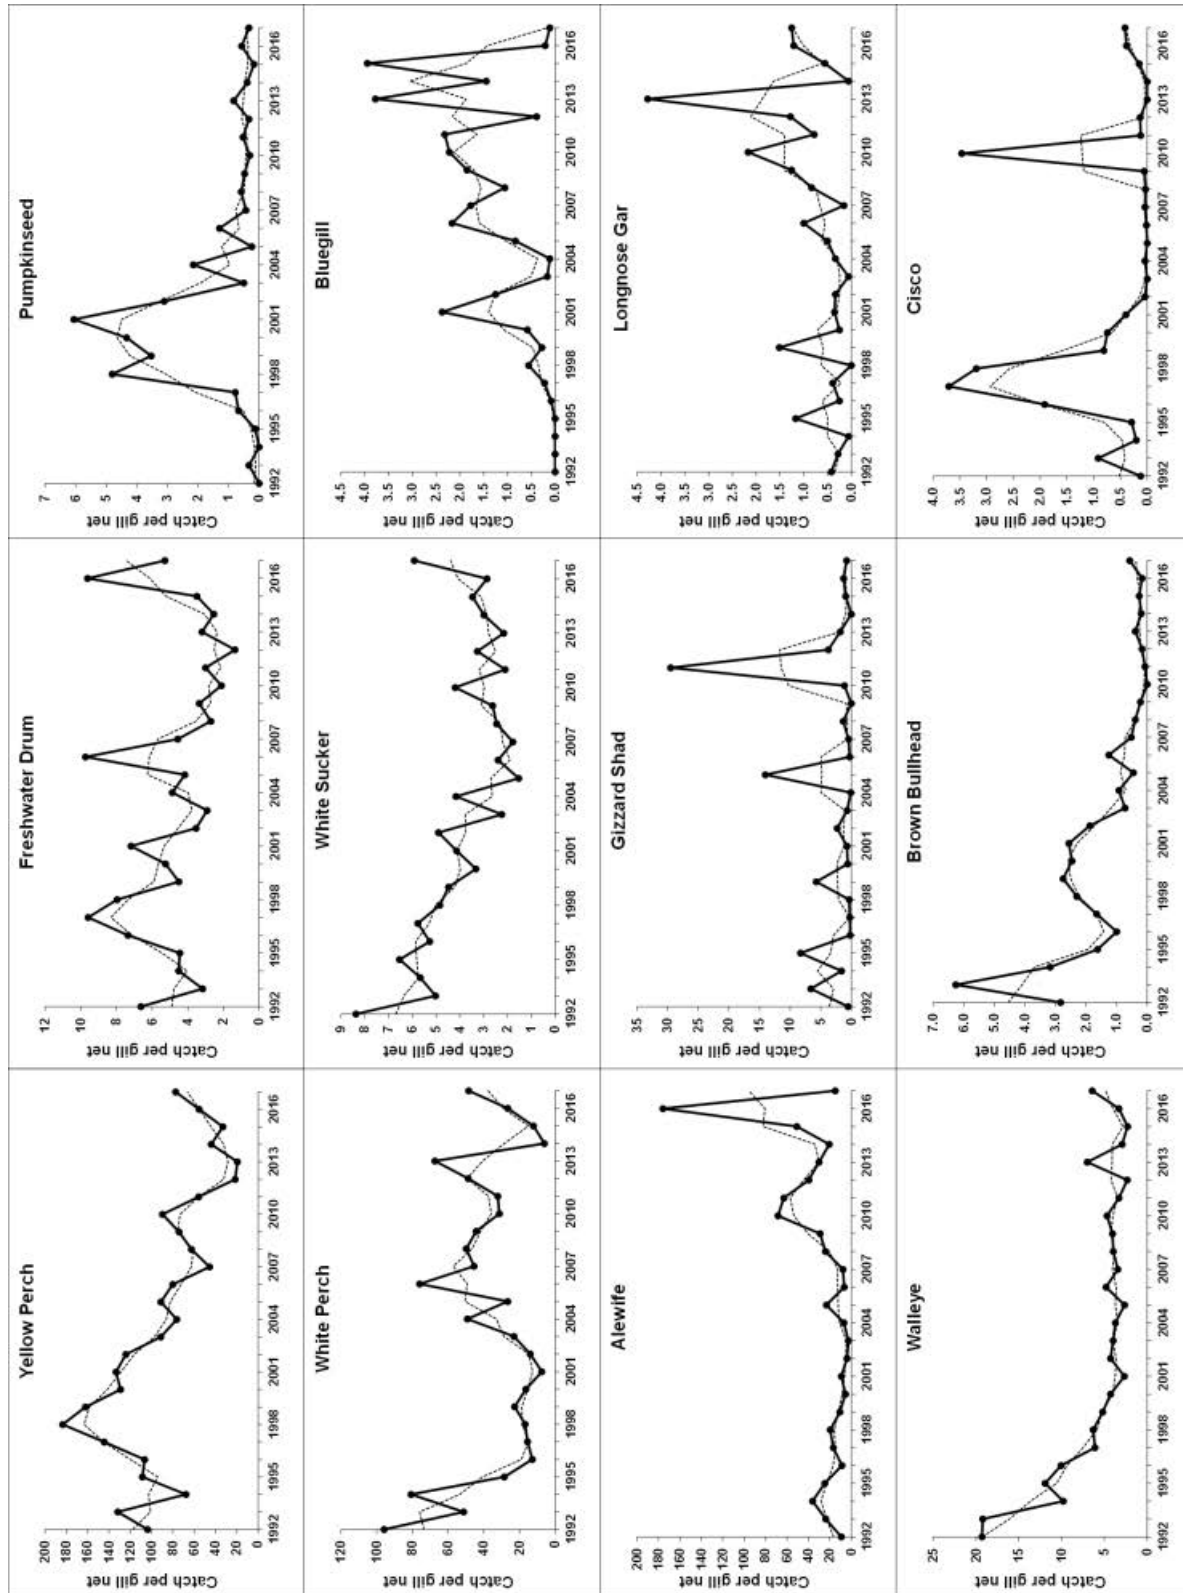 Yellow Perch
Catch per gill net
200
180
160
140
120
100
80
60
40
20
0
1992 1995 1998 2001 2004 2007 2010 2013 2016
Freshwater Drum
Catch per gill net
12
10
8
6
4
2
0
1992 1995 1998 2001 2004 2007 2010 2013 2016
Pumpkinseed
Catch per gill net
7
6
5
4
3
2
1
0
1992 1995 1998 2001 2004 2007 2010 2013 2016
White Perch
Catch per gill net
120
100
80
60
40
20
0
1992 1995 1998 2001 2004 2007 2010 2013 2016
White Sucker
Catch per gill net
9
8
7
6
5
4
3
2
1
0
1992 1995 1998 2001 2004 2007 2010 2013 2016
Bluegill
Catch per gill net
4.5
4.0
3.5
3.0
2.5
2.0
1.5
1.0
0.5
0.0
1992 1995 1998 2001 2004 2007 2010 2013 2016
Alewife
Catch per gill net
200
180
160
140
120
100
80
60
40
20
0
1992 1995 1998 2001 2004 2007 2010 2013 2016
Gizzard Shad
Catch per gill net
35
30
25
20
15
10
5
0
1992 1995 1998 2001 2004 2007 2010 2013 2016
Longnose Gar
Catch per gill net
4.5
4.0
3.5
3.0
2.5
2.0
1.5
1.0
0.5
0.0
1992 1995 1998 2001 2004 2007 2010 2013 2016
Walleye
Catch per gill net
25
20
15
10
5
0
1992 1995 1998 2001 2004 2007 2010 2013 2016
Brown Bullhead
Catch per gill net
7.0
6.0
5.0
4.0
3.0
2.0
1.0
0.0
1992 1995 1998 2001 2004 2007 2010 2013 2016
Cisco
Catch per gill net
4.0
3.5
3.0
2.5
2.0
1.5
1.0
0.5
0.0
1992 1995 1998 2001 2004 2007 2010 2013 2016